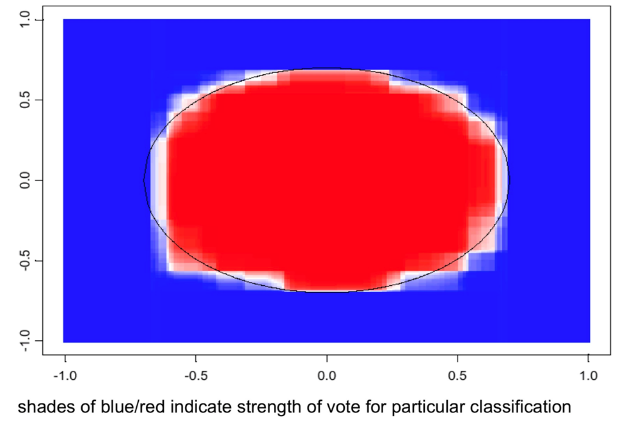 1.0
0.5
0.0
-0.5
-1.0
-1.0 -0.5 0.0 0.5 1.0
shades of blue/red indicate strength of vote for particular classification